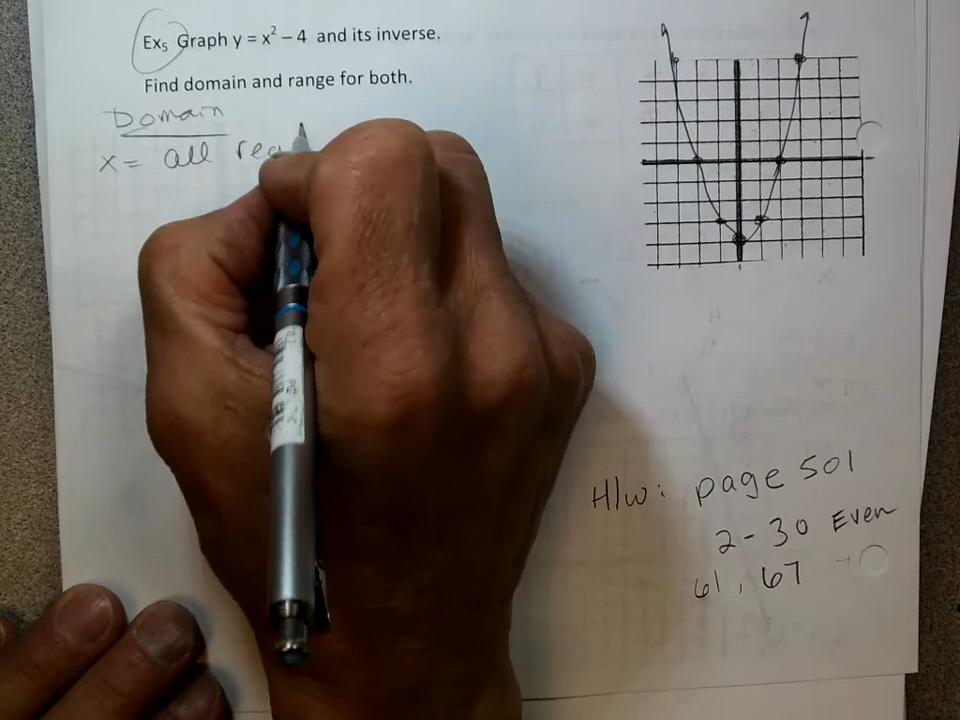 Ex5 Graph y = x² – 4 and its inverse.
Find domain and range for both.
Domain
x = all rea
H/w: page 501
2-30 Even
61, 67